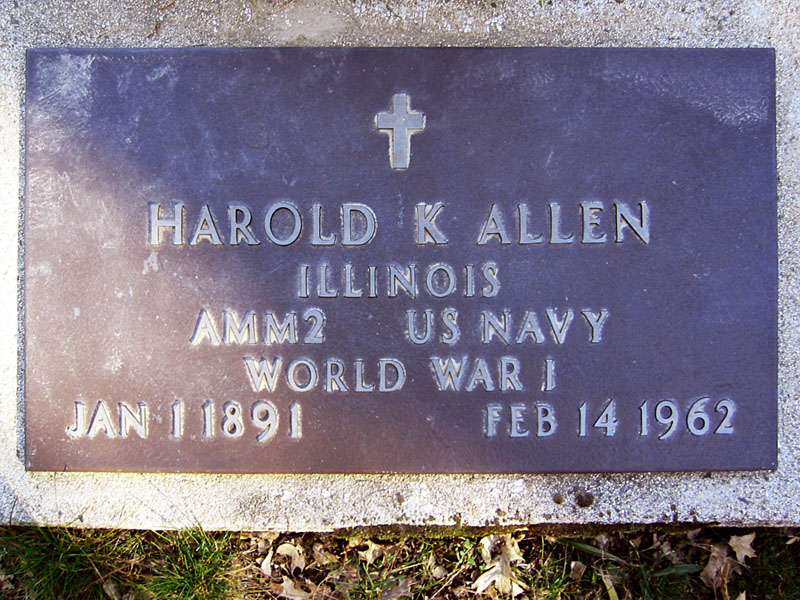 HAROLD K ALLEN
ILLINOIS
AMM2 US NAVY
WORLD WAR I
JAN 1 1891 FEB 14 1962